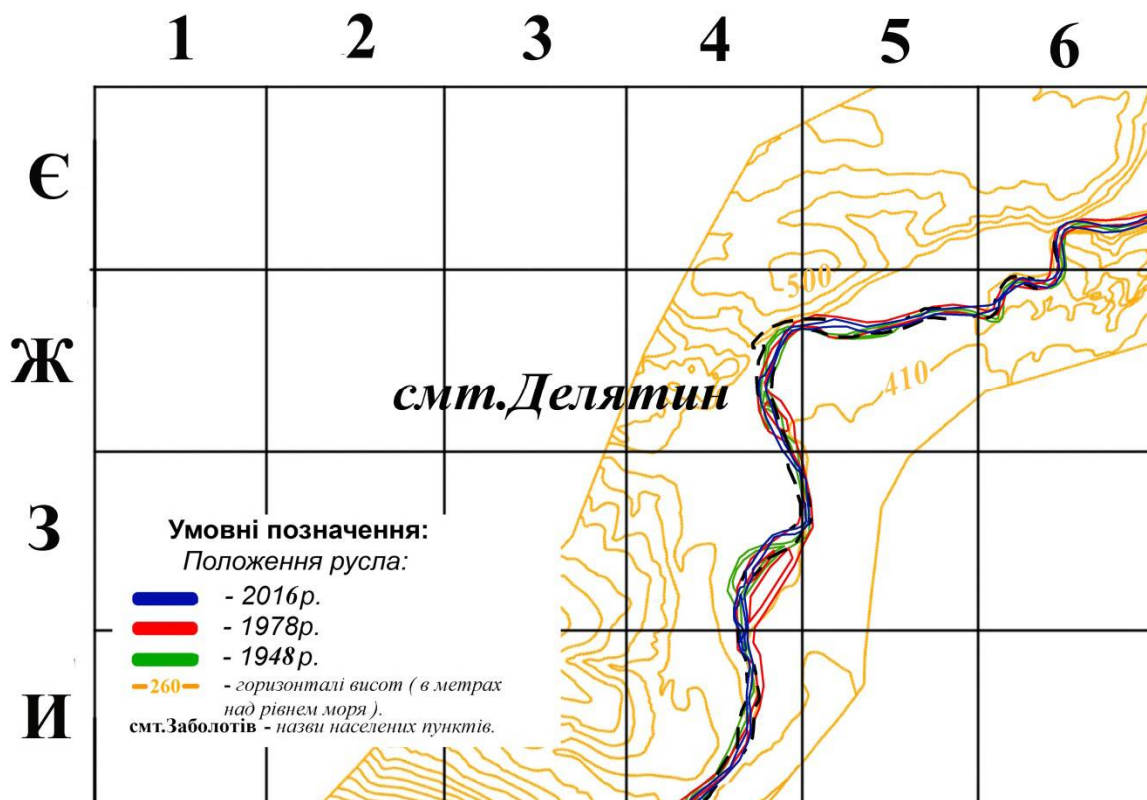 1 2 3 4 5 6
Є
500
Ж
смт.Делятин
410
З
Умовні позначення:
Положення русла:
- 2016р.
- 1978р.
- 1948р.
260 - горизонталі висот ( в метрах
над рівнем моря ).
И
смт.Заболотів - назви населених пунктів.